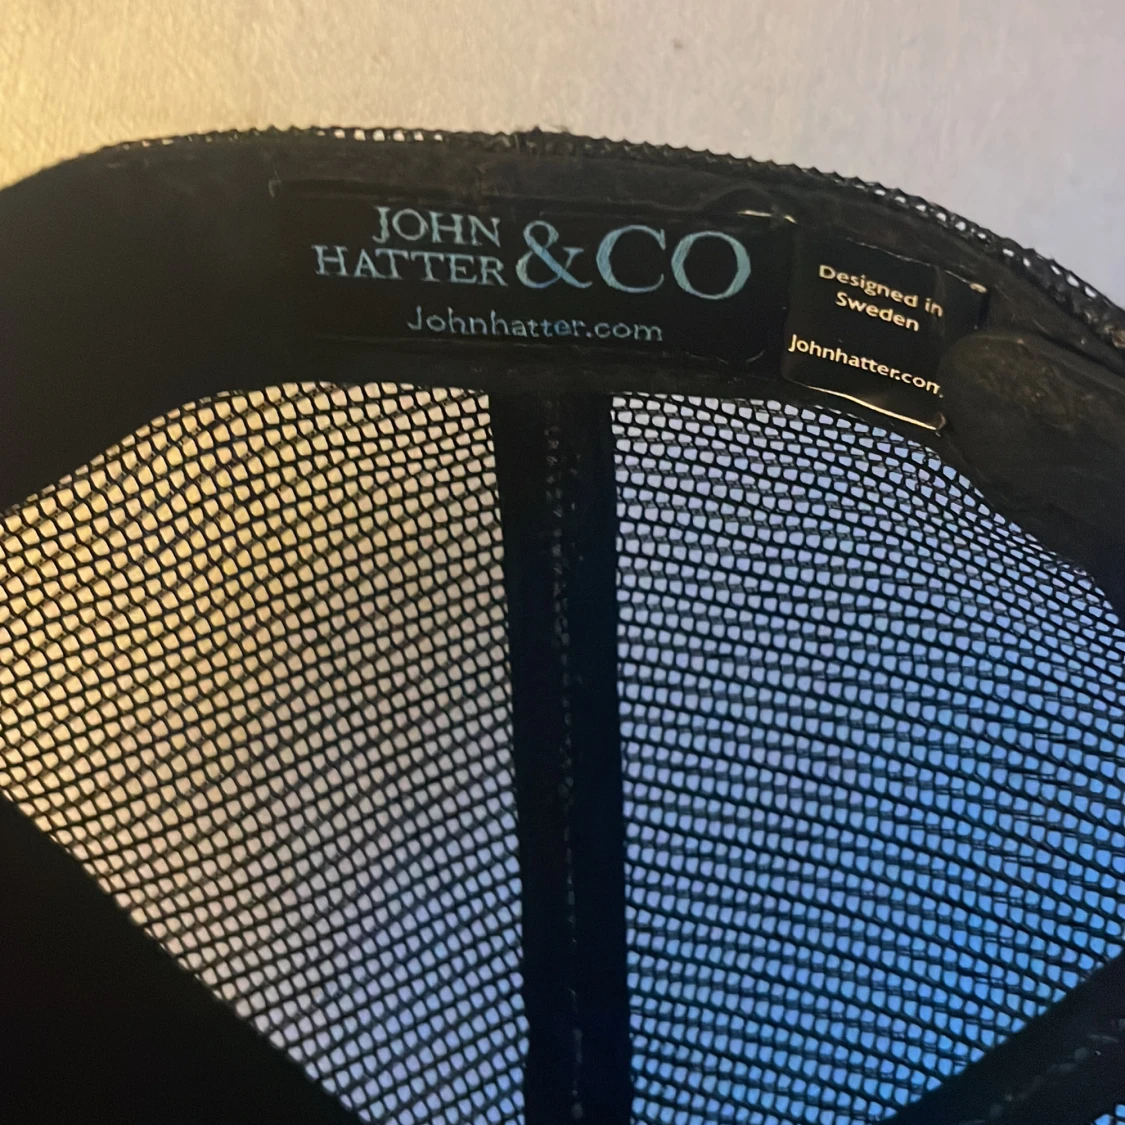 JOHN
HATTER &CO
Johnhatter.com
Designed in
Sweden
Johnhatter.com